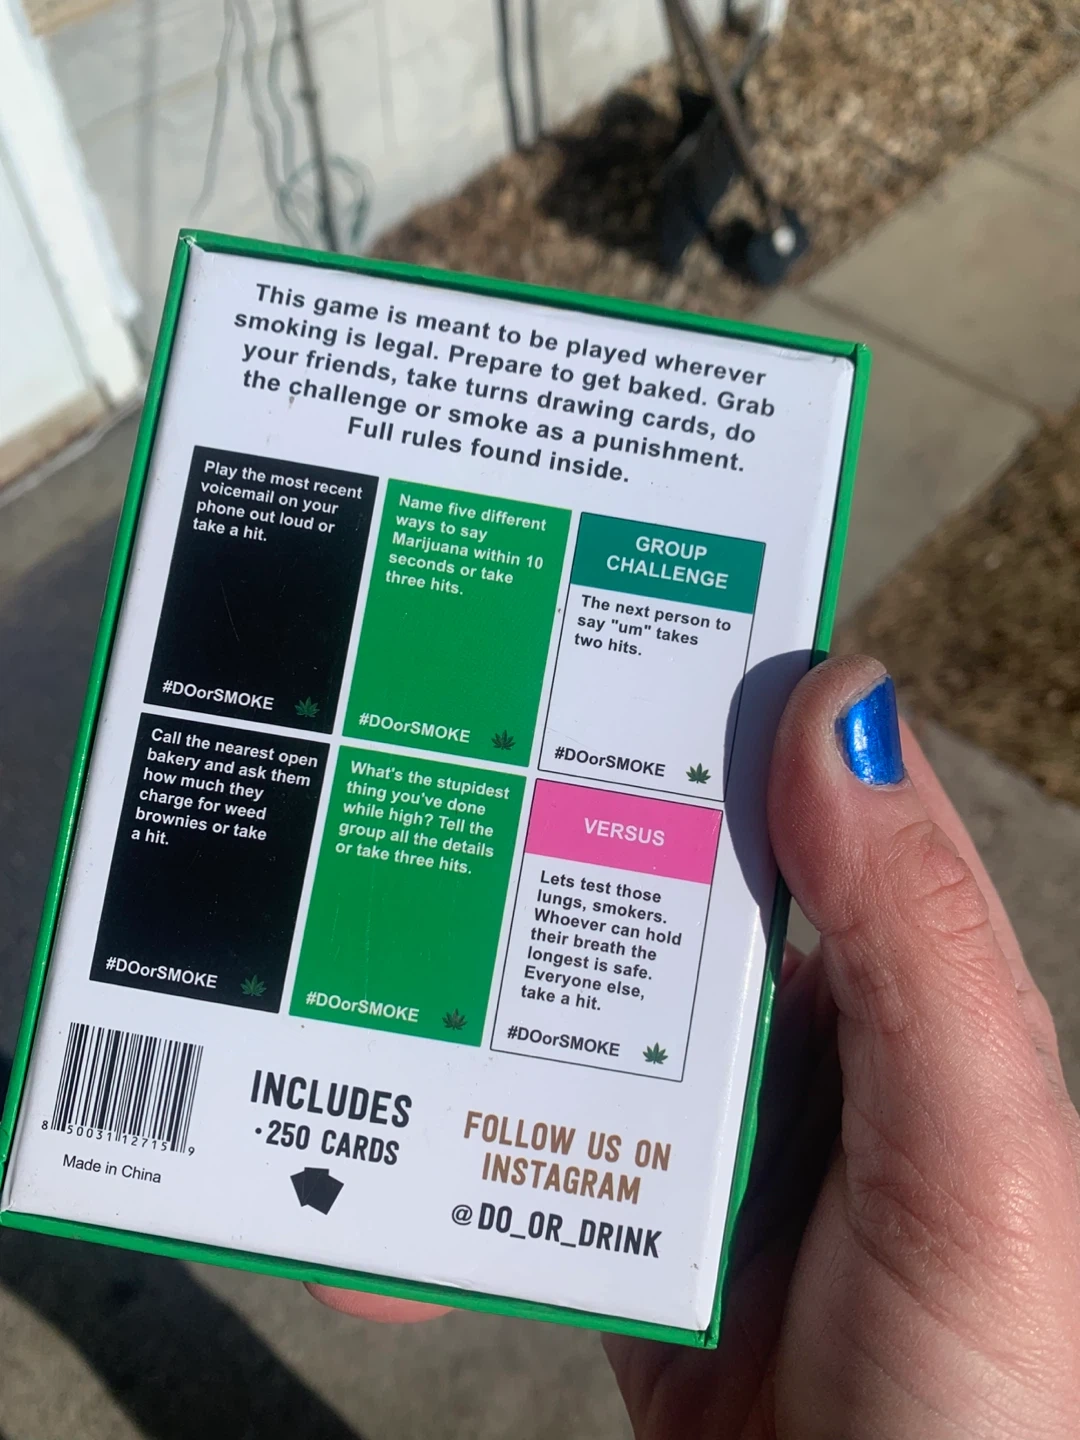 This game is meant to be played wherever
smoking is legal. Prepare to get baked. Grab
your friends, take turns drawing cards, do
the challenge or smoke as a punishment.
Full rules found inside.
Play the most recent
voicemail on your
phone out loud or
take a hit.
#DOorSMOKE
Name five different
ways to say
Marijuana within 10
seconds or take
three hits.
#DOorSMOKE
GROUP
CHALLENGE
The next person to
say "um" takes
two hits.
#DOorSMOKE
Call the nearest open
bakery and ask them
how much they
charge for weed
brownies or take
a hit.
#DOorSMOKE
What's the stupidest
thing you've done
while high? Tell the
group all the details
or take three hits.
#DOorSMOKE
VERSUS
Lets test those
lungs, smokers.
Whoever can hold
their breath the
longest is safe.
Everyone else,
take a hit.
#DOorSMOKE
8 50031 12715 9
Made in China
INCLUDES
• 250 CARDS
FOLLOW US ON
INSTAGRAM
@DO_OR_DRINK